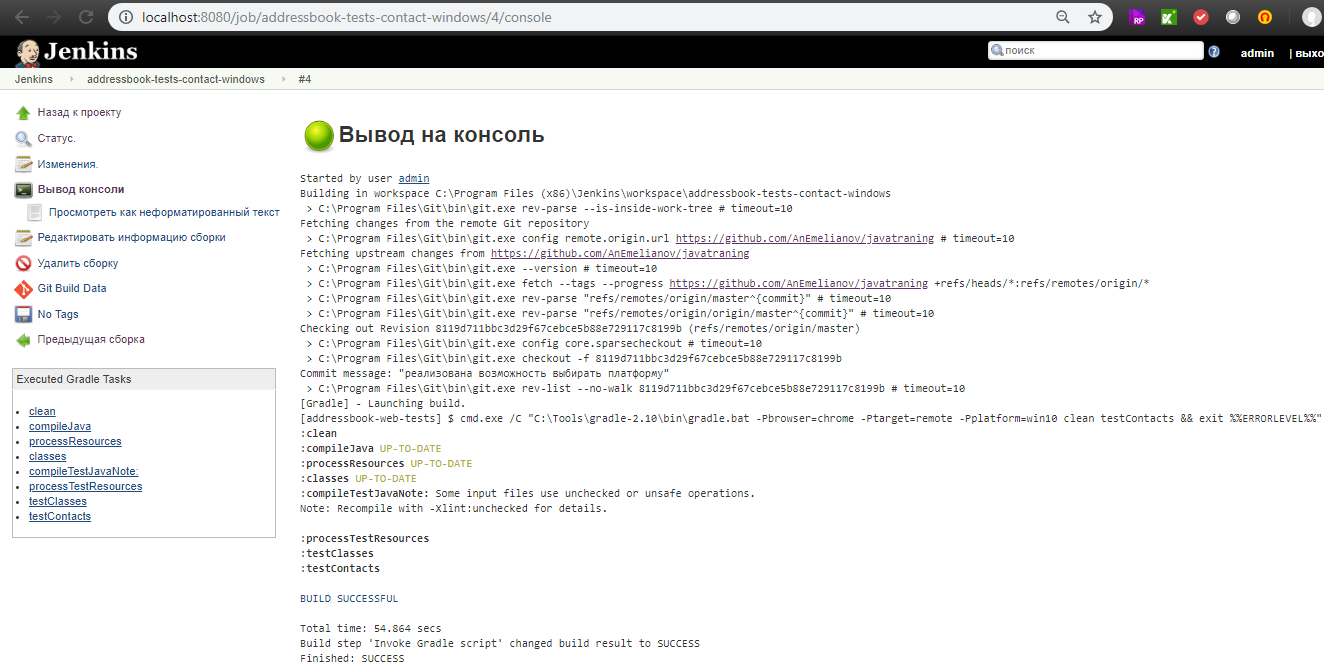 localhost:8080/job/addressbook-tests-contact-windows/4/console
RP
Jenkins
поиск
admin
| выхо
Jenkins
addressbook-tests-contact-windows
#4
Назад к проекту
Статус.
Изменения.
Вывод консоли
Просмотреть как неформатированный текст
Редактировать информацию сборки
Удалить сборку
Git Build Data
No Tags
Предыдущая сборка
Executed Gradle Tasks
clean
compileJava
processResources
classes
compileTestJavaNote:
processTestResources
testClasses
testContacts
Вывод на консоль
Started by user admin
Building in workspace C:\Program Files (x86)\Jenkins\workspace\addressbook-tests-contact-windows
> C:\Program Files\Git\bin\git.exe rev-parse --is-inside-work-tree # timeout=10
Fetching changes from the remote Git repository
> C:\Program Files\Git\bin\git.exe config remote.origin.url https://github.com/AnEmelianov/javatraning # timeout=10
Fetching upstream changes from https://github.com/AnEmelianov/javatraning
> C:\Program Files\Git\bin\git.exe --version # timeout=10
> C:\Program Files\Git\bin\git.exe fetch --tags --progress https://github.com/AnEmelianov/javatraning +refs/heads/*:refs/remotes/origin/*
> C:\Program Files\Git\bin\git.exe rev-parse "refs/remotes/origin/master^{commit}" # timeout=10
> C:\Program Files\Git\bin\git.exe rev-parse "refs/remotes/origin/origin/master^{commit}" # timeout=10
Checking out Revision 8119d711bbc3d29f67cebce5b88e729117c8199b (refs/remotes/origin/master)
> C:\Program Files\Git\bin\git.exe config core.sparsecheckout # timeout=10
> C:\Program Files\Git\bin\git.exe checkout -f 8119d711bbc3d29f67cebce5b88e729117c8199b
Commit message: "реализована возможность выбирать платформу"
> C:\Program Files\Git\bin\git.exe rev-list --no-walk 8119d711bbc3d29f67cebce5b88e729117c8199b # timeout=10
[Gradle] - Launching build.
[addressbook-web-tests] $ cmd.exe /C "C:\Tools\gradle-2.10\bin\gradle.bat -Pbrowser=chrome -Ptarget=remote -Pplatform=win10 clean testContacts && exit %%ERRORLEVEL%%"
:clean
:compileJava UP-TO-DATE
:processResources UP-TO-DATE
:classes UP-TO-DATE
:compileTestJavaNote: Some input files use unchecked or unsafe operations.
Note: Recompile with -Xlint:unchecked for details.
:processTestResources
:testClasses
:testContacts
BUILD SUCCESSFUL
Total time: 54.864 secs
Build step 'Invoke Gradle script' changed build result to SUCCESS
Finished: SUCCESS